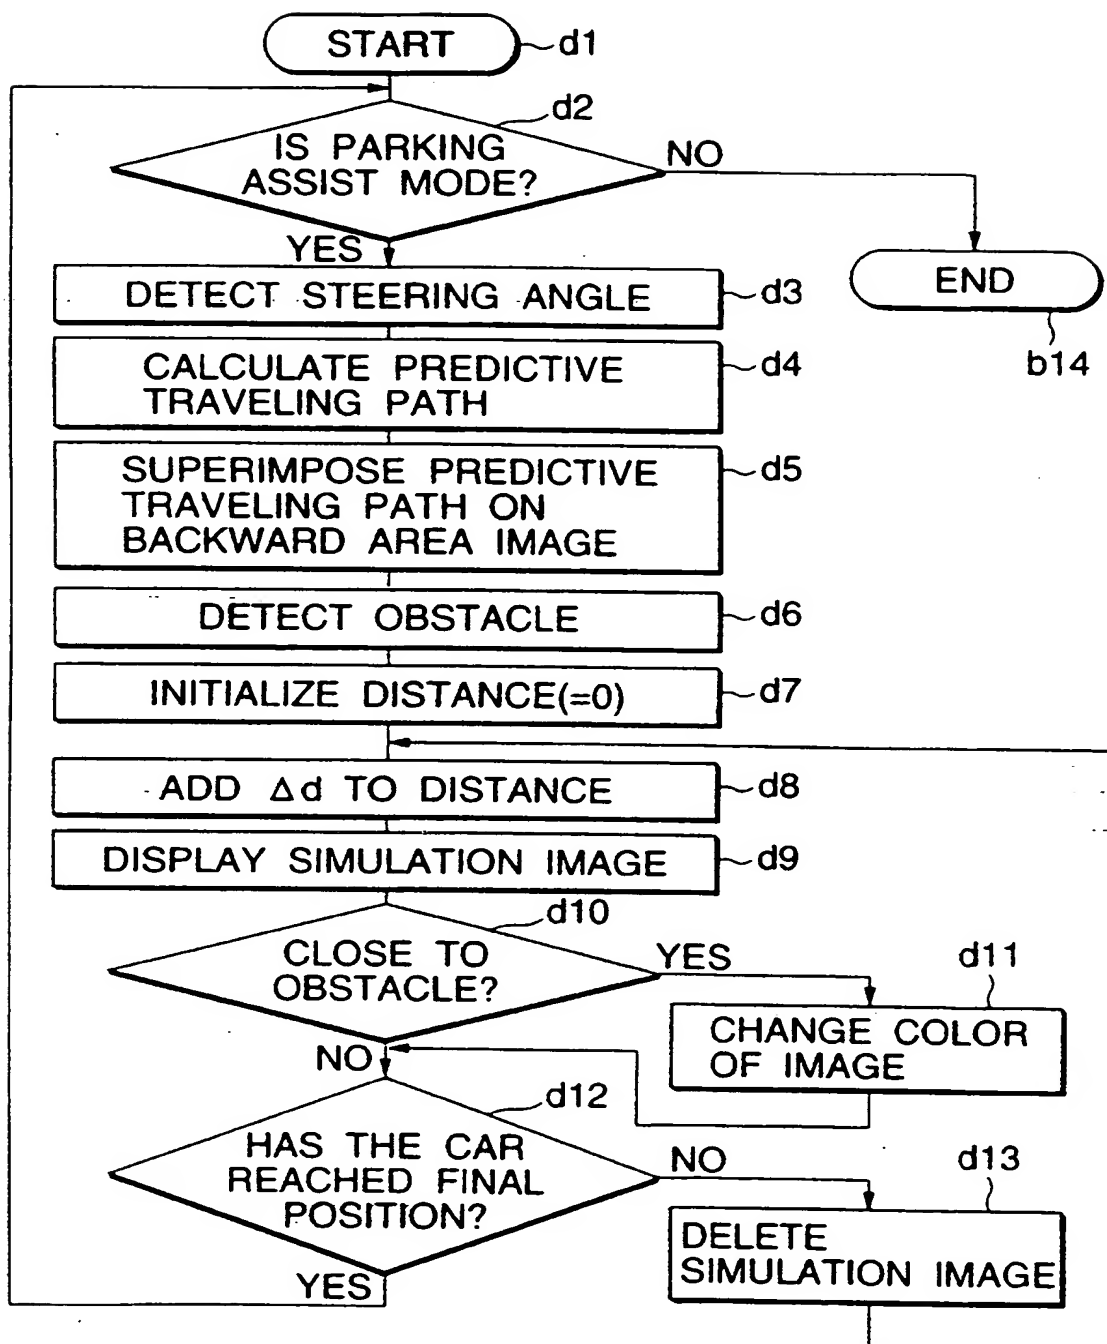 START
d1
d2
IS PARKING
ASSIST MODE?
NO
YES
END
b14
DETECT STEERING ANGLE
d3
CALCULATE PREDICTIVE
TRAVELING PATH
d4
SUPERIMPOSE PREDICTIVE
TRAVELING PATH ON
BACKWARD AREA IMAGE
d5
DETECT OBSTACLE
d6
INITIALIZE DISTANCE(=0)
d7
ADD Δd TO DISTANCE
d8
DISPLAY SIMULATION IMAGE
d9
d10
CLOSE TO
OBSTACLE?
YES
NO
d11
CHANGE COLOR
OF IMAGE
d12
HAS THE CAR
REACHED FINAL
POSITION?
NO
YES
d13
DELETE
SIMULATION IMAGE